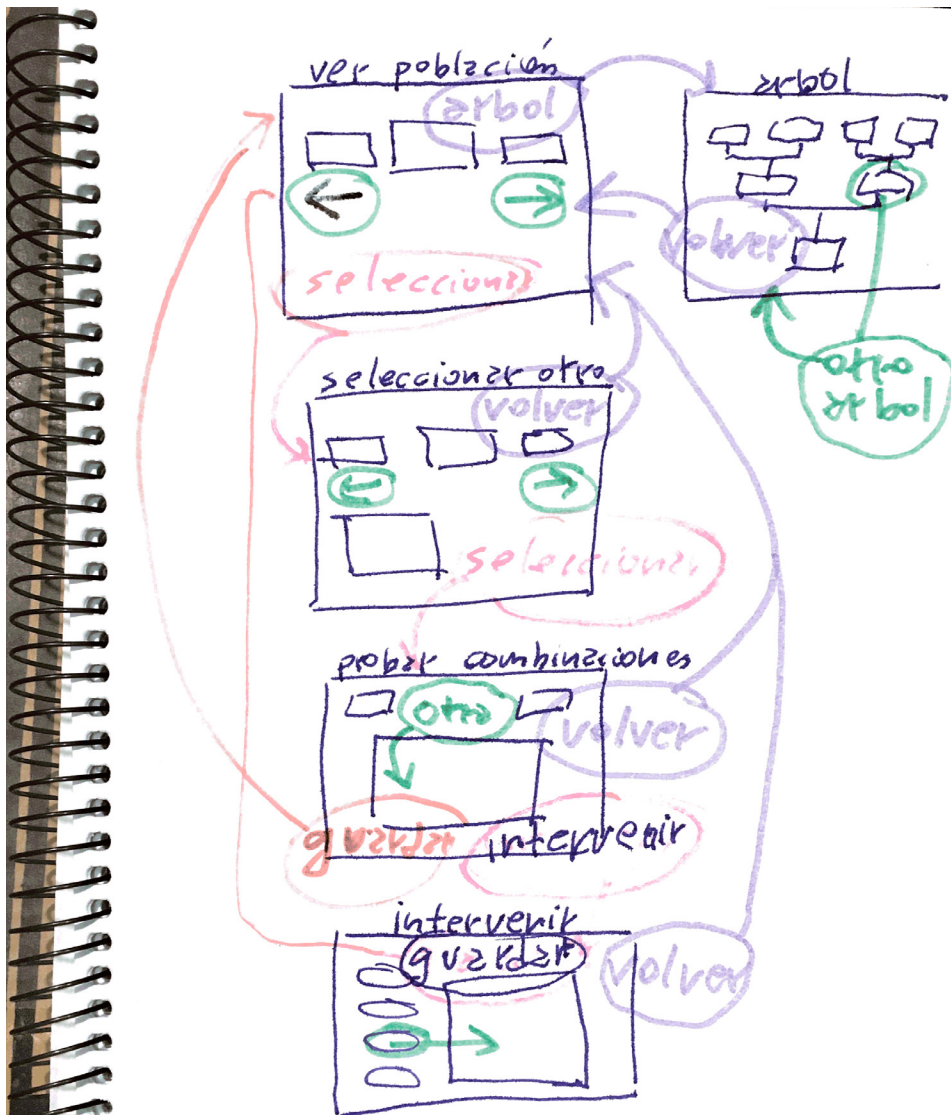 ver población
arbol
arbol
volver
seleccionar
otro
arbol
seleccionar otro
volver
seleccionar
probar combinaciones
otra
volver
guardar
intervenir
intervenir
guardar
volver